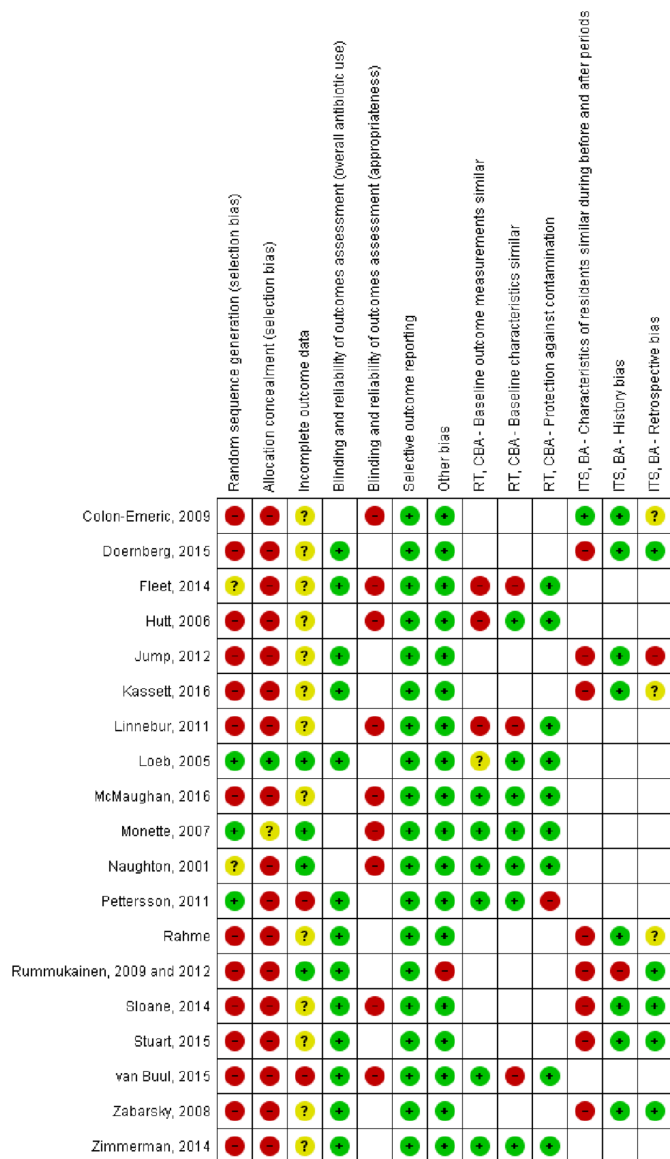 Random sequence generation (selection bias)
Allocation concealment (selection bias)
Incomplete outcome data
Blinding and reliability of outcomes assessment (overall antibiotic use)
Blinding and reliability of outcomes assessment (appropriateness)
Selective outcome reporting
Other bias
RT, CBA - Baseline outcome measurements similar
RT, CBA - Baseline characteristics similar
RT, CBA - Protection against contamination
ITS, BA - Characteristics of residents similar during before and after periods
ITS, BA - History bias
ITS, BA - Retrospective bias
Colon-Emeric, 2009 - - ? - + + + + ?
Doernberg, 2015 - - ? + + + - + +
Fleet, 2014 ? - ? + - + + - - +
Hutt, 2006 - - ? - + + - + +
Jump, 2012 - - ? + + + - + -
Kassett, 2016 - - ? + + + - + ?
Linnebur, 2011 - - ? - + + - - +
Loeb, 2005 + + + + + + ? + +
McMaughan, 2016 - - ? - + + + + +
Monette, 2007 + ? + - + + + + +
Naughton, 2001 ? - + - + + + + +
Pettersson, 2011 + - - + + + + + -
Rahme - - ? + + + - + ?
Rummukainen, 2009 and 2012 - - + + + - - - +
Sloane, 2014 - - ? + - + + - + +
Stuart, 2015 - - ? + + + - + +
van Buul, 2015 - - - + - + + + - +
Zabarsky, 2008 - - ? + + + - + +
Zimmerman, 2014 - - ? + + + + + +